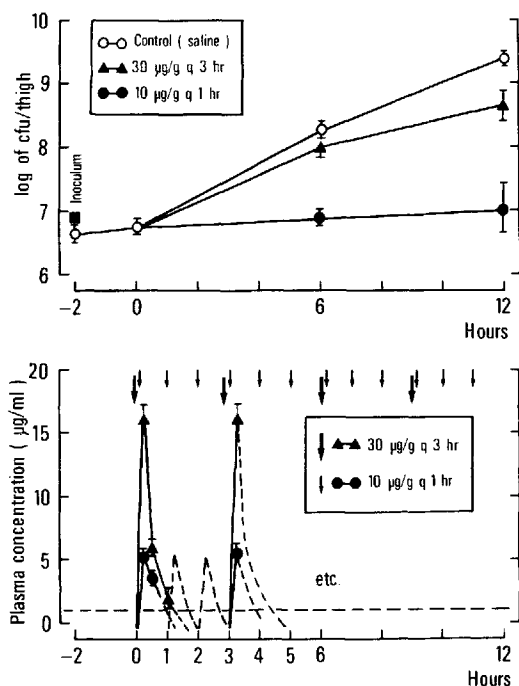 10
9
8
7
6
log of cfu/thigh
Control ( saline )
30 µg/g q 3 hr
10 µg/g q 1 hr
Inoculum
-2 0 6 12
Hours
20
15
10
5
0
Plasma concentration ( µg/ml )
30 µg/g q 3 hr
10 µg/g q 1 hr
etc.
-2 0 1 2 3 4 5 6 12
Hours